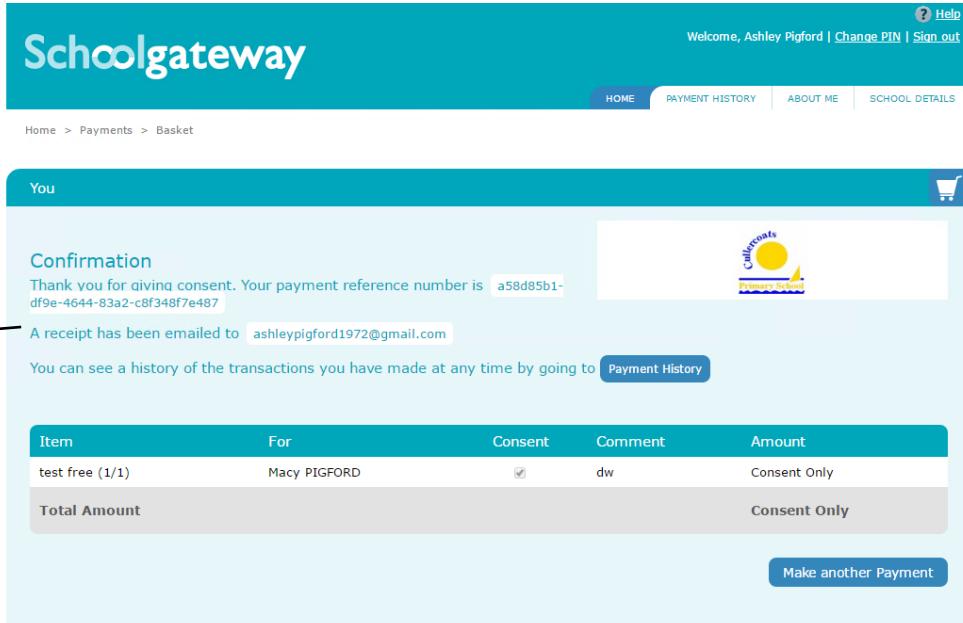 Help
Schoolgateway
Welcome, Ashley Pigford | Change PIN | Sign out
HOME PAYMENT HISTORY ABOUT ME SCHOOL DETAILS
Home > Payments > Basket
You
Cullercoats
Primary School
Confirmation
Thank you for giving consent. Your payment reference number is a58d85b1-
df9e-4644-83a2-c8f348f7e487
A receipt has been emailed to ashleypigford1972@gmail.com
You can see a history of the transactions you have made at any time by going to Payment History
Item For Consent Comment Amount
test free (1/1) Macy PIGFORD dw Consent Only
Total Amount Consent Only
Make another Payment